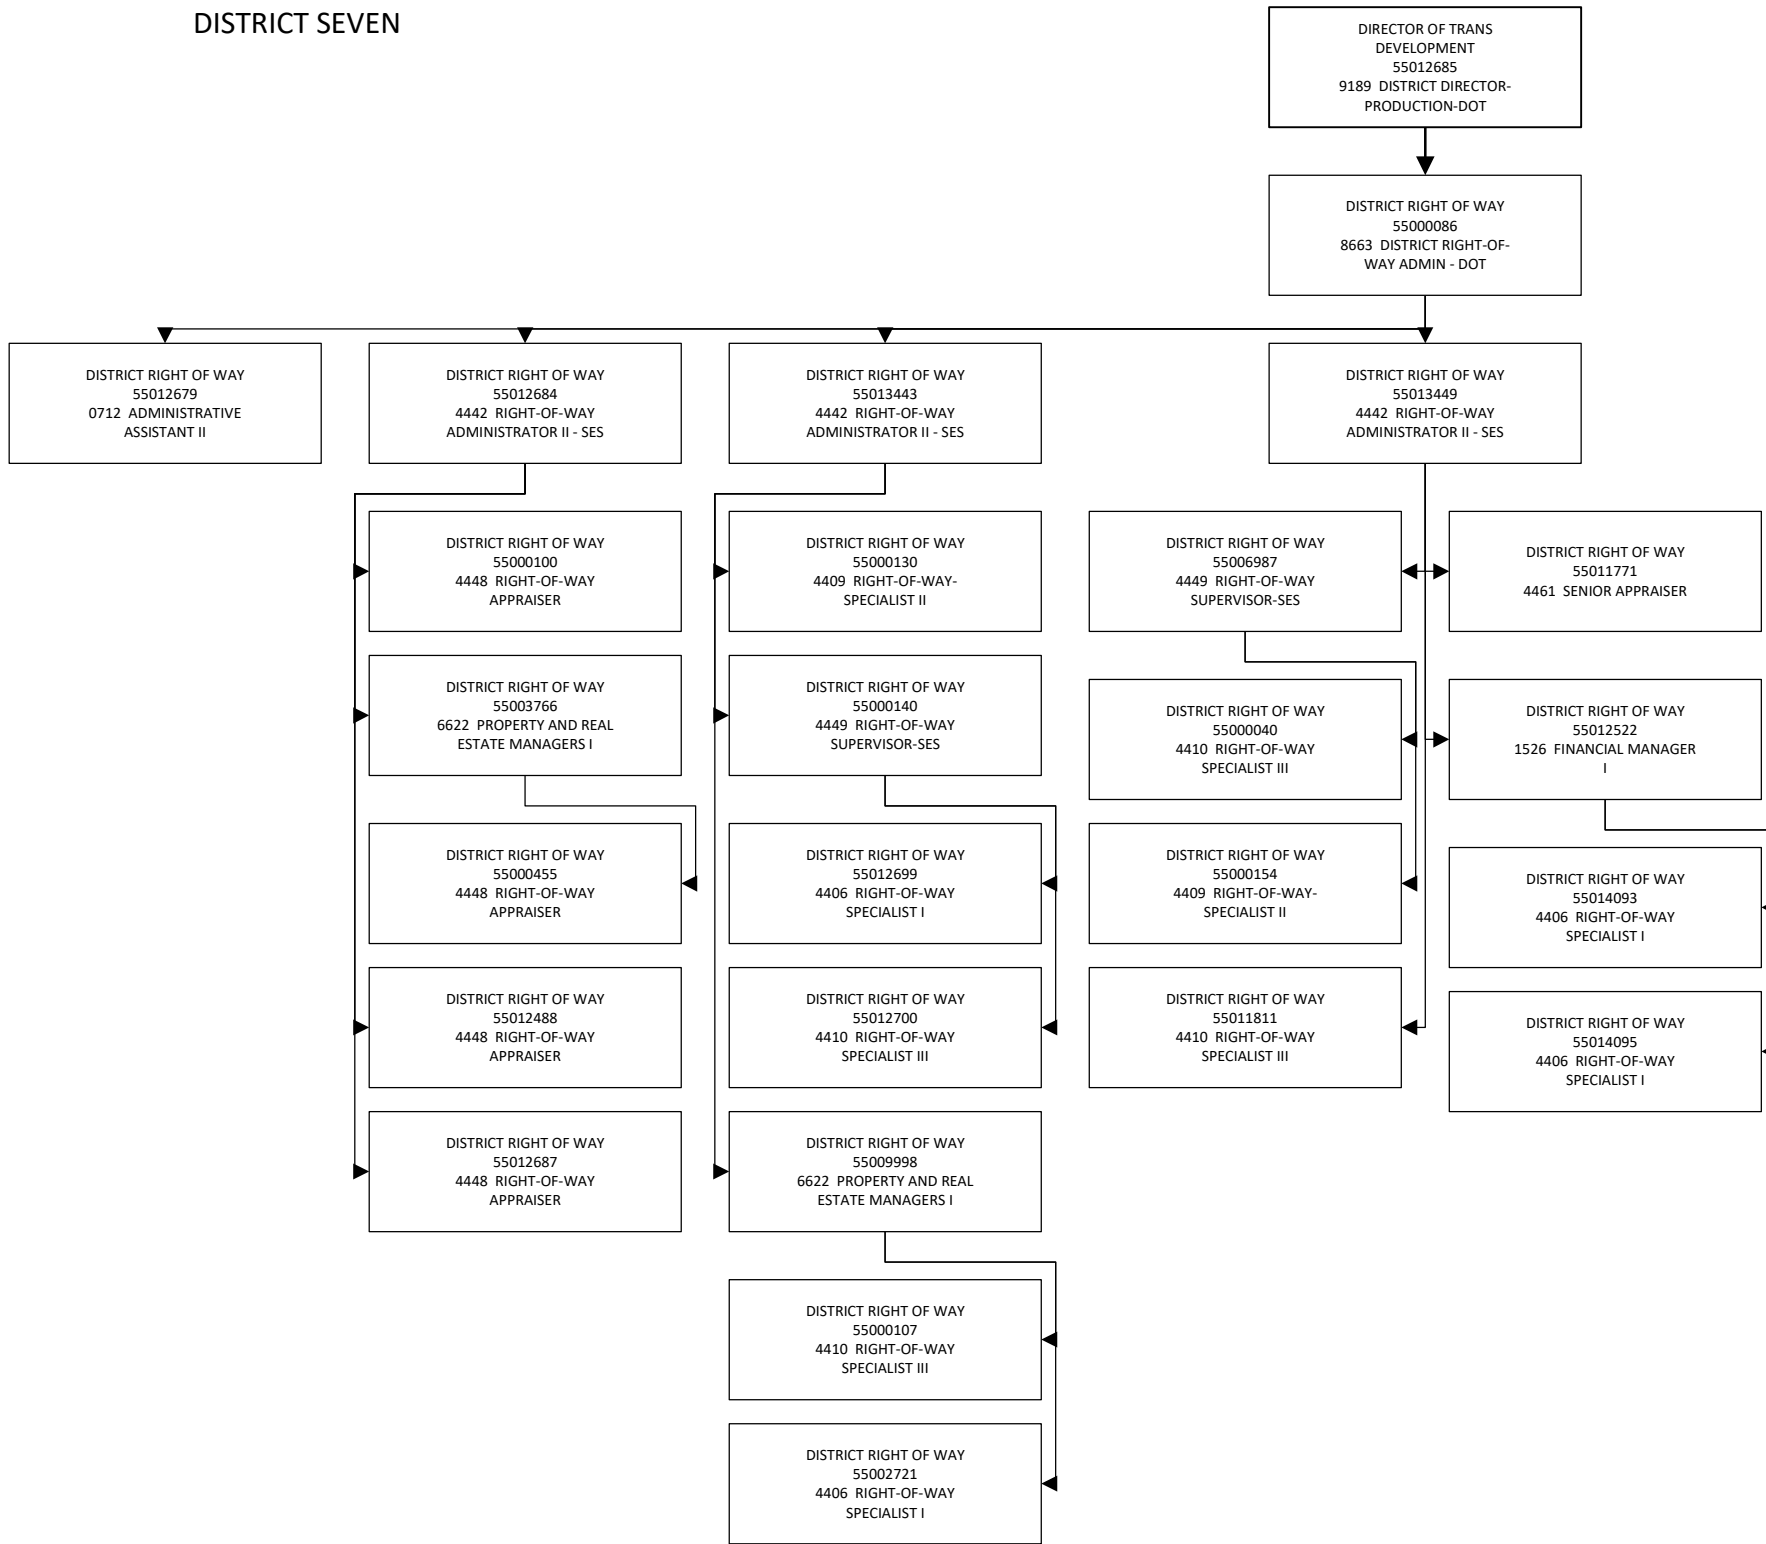 DISTRICT SEVEN
DIRECTOR OF TRANS
DEVELOPMENT
55012685
9189 DISTRICT DIRECTOR-
PRODUCTION-DOT
DISTRICT RIGHT OF WAY
55000086
8663 DISTRICT RIGHT-OF-
WAY ADMIN - DOT
DISTRICT RIGHT OF WAY
55012679
0712 ADMINISTRATIVE
ASSISTANT II
DISTRICT RIGHT OF WAY
55012684
4442 RIGHT-OF-WAY
ADMINISTRATOR II - SES
DISTRICT RIGHT OF WAY
55013443
4442 RIGHT-OF-WAY
ADMINISTRATOR II - SES
DISTRICT RIGHT OF WAY
55013449
4442 RIGHT-OF-WAY
ADMINISTRATOR II - SES
DISTRICT RIGHT OF WAY
55000100
4448 RIGHT-OF-WAY
APPRAISER
DISTRICT RIGHT OF WAY
55000130
4409 RIGHT-OF-WAY-
SPECIALIST II
DISTRICT RIGHT OF WAY
55006987
4449 RIGHT-OF-WAY
SUPERVISOR-SES
DISTRICT RIGHT OF WAY
55011771
4461 SENIOR APPRAISER
DISTRICT RIGHT OF WAY
55003766
6622 PROPERTY AND REAL
ESTATE MANAGERS I
DISTRICT RIGHT OF WAY
55000140
4449 RIGHT-OF-WAY
SUPERVISOR-SES
DISTRICT RIGHT OF WAY
55000040
4410 RIGHT-OF-WAY
SPECIALIST III
DISTRICT RIGHT OF WAY
55012522
1526 FINANCIAL MANAGER
I
DISTRICT RIGHT OF WAY
55000455
4448 RIGHT-OF-WAY
APPRAISER
DISTRICT RIGHT OF WAY
55012699
4406 RIGHT-OF-WAY
SPECIALIST I
DISTRICT RIGHT OF WAY
55000154
4409 RIGHT-OF-WAY-
SPECIALIST II
DISTRICT RIGHT OF WAY
55014093
4406 RIGHT-OF-WAY
SPECIALIST I
DISTRICT RIGHT OF WAY
55012488
4448 RIGHT-OF-WAY
APPRAISER
DISTRICT RIGHT OF WAY
55012700
4410 RIGHT-OF-WAY
SPECIALIST III
DISTRICT RIGHT OF WAY
55011811
4410 RIGHT-OF-WAY
SPECIALIST III
DISTRICT RIGHT OF WAY
55014095
4406 RIGHT-OF-WAY
SPECIALIST I
DISTRICT RIGHT OF WAY
55012687
4448 RIGHT-OF-WAY
APPRAISER
DISTRICT RIGHT OF WAY
55009998
6622 PROPERTY AND REAL
ESTATE MANAGERS I
DISTRICT RIGHT OF WAY
55000107
4410 RIGHT-OF-WAY
SPECIALIST III
DISTRICT RIGHT OF WAY
55002721
4406 RIGHT-OF-WAY
SPECIALIST I